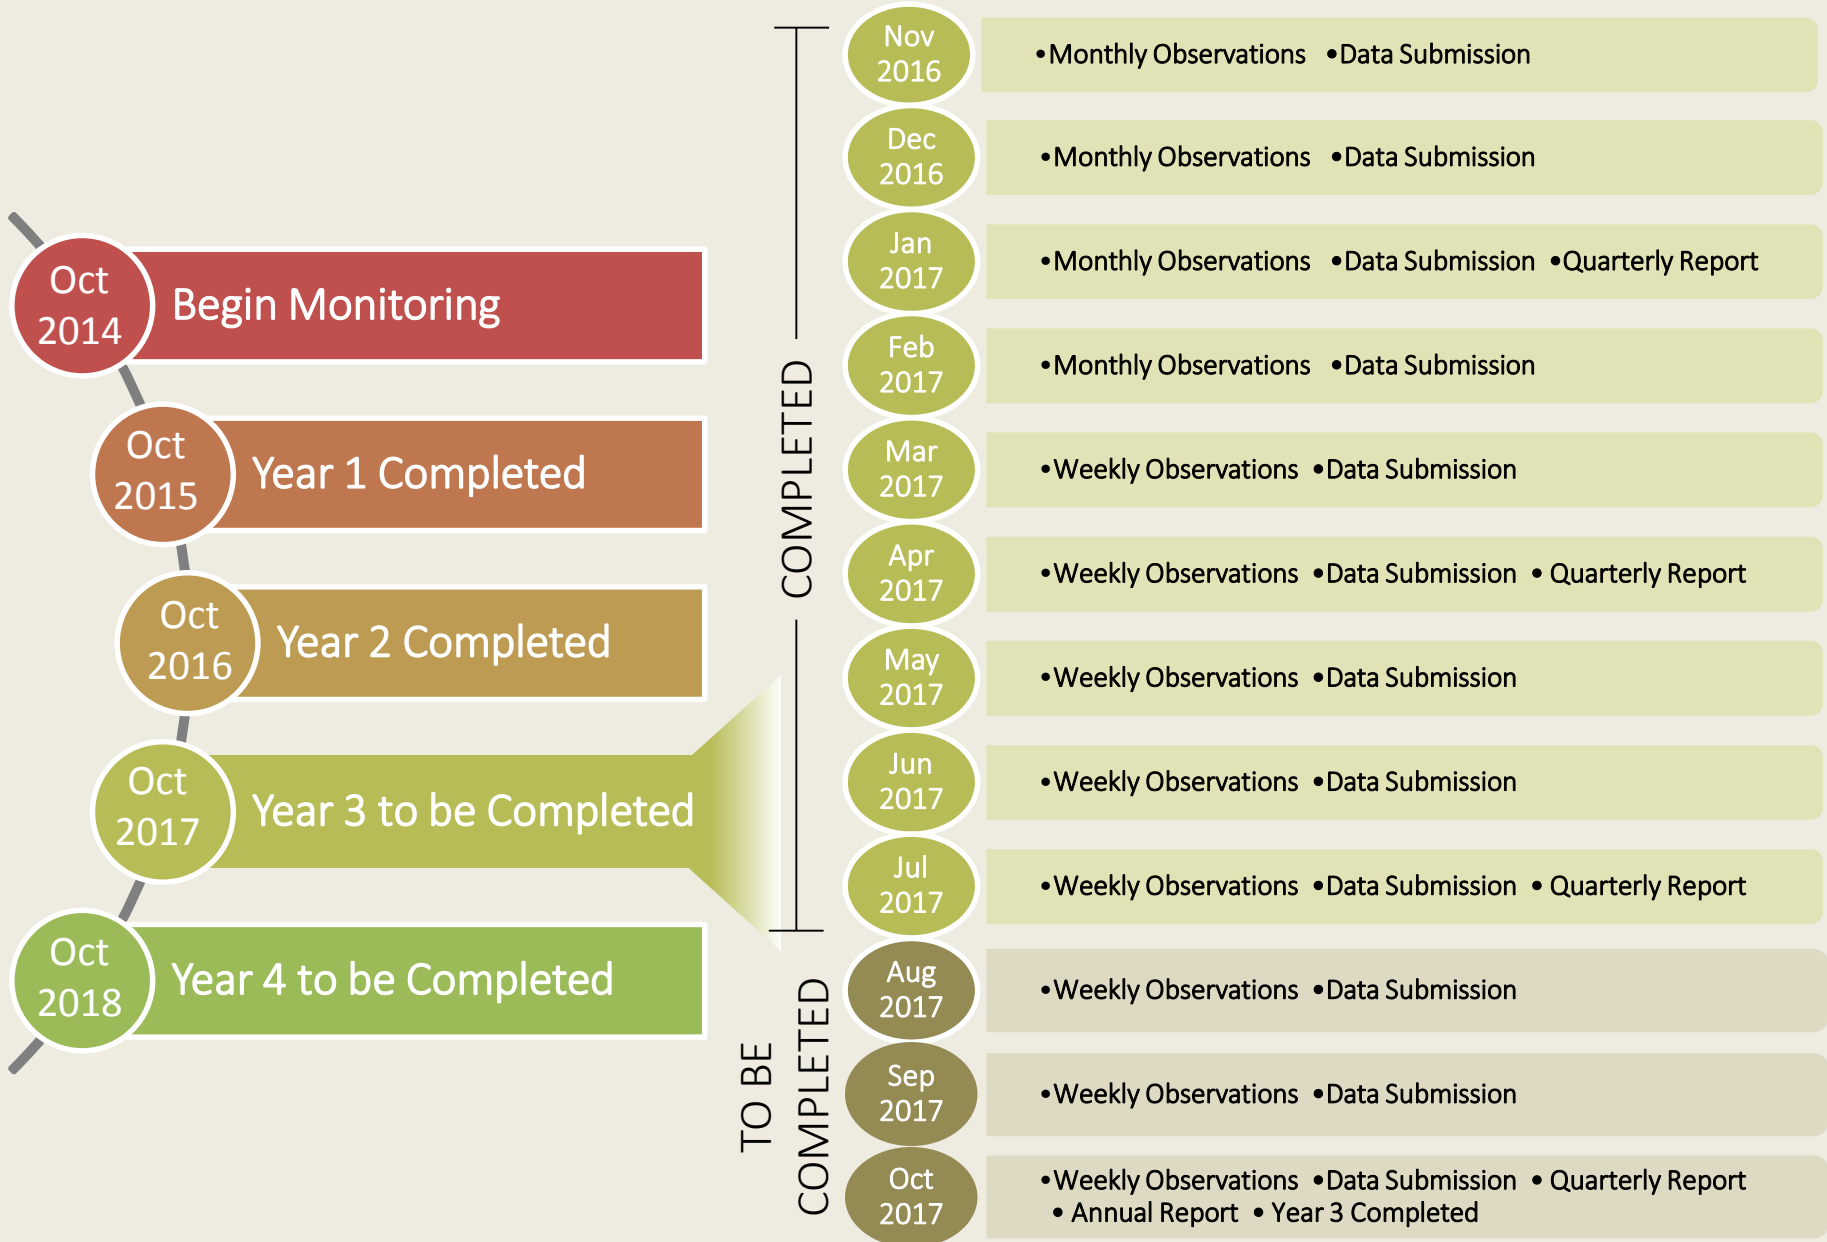 Oct
2014
Begin Monitoring
Oct
2015
Year 1 Completed
Oct
2016
Year 2 Completed
Oct
2017
Year 3 to be Completed
Oct
2018
Year 4 to be Completed
COMPLETED
TO BE
COMPLETED
Nov
2016
•Monthly Observations •Data Submission
Dec
2016
•Monthly Observations •Data Submission
Jan
2017
•Monthly Observations •Data Submission •Quarterly Report
Feb
2017
•Monthly Observations •Data Submission
Mar
2017
•Weekly Observations •Data Submission
Apr
2017
•Weekly Observations •Data Submission • Quarterly Report
May
2017
•Weekly Observations •Data Submission
Jun
2017
•Weekly Observations •Data Submission
Jul
2017
•Weekly Observations •Data Submission • Quarterly Report
Aug
2017
•Weekly Observations •Data Submission
Sep
2017
•Weekly Observations •Data Submission
Oct
2017
•Weekly Observations •Data Submission • Quarterly Report
• Annual Report • Year 3 Completed